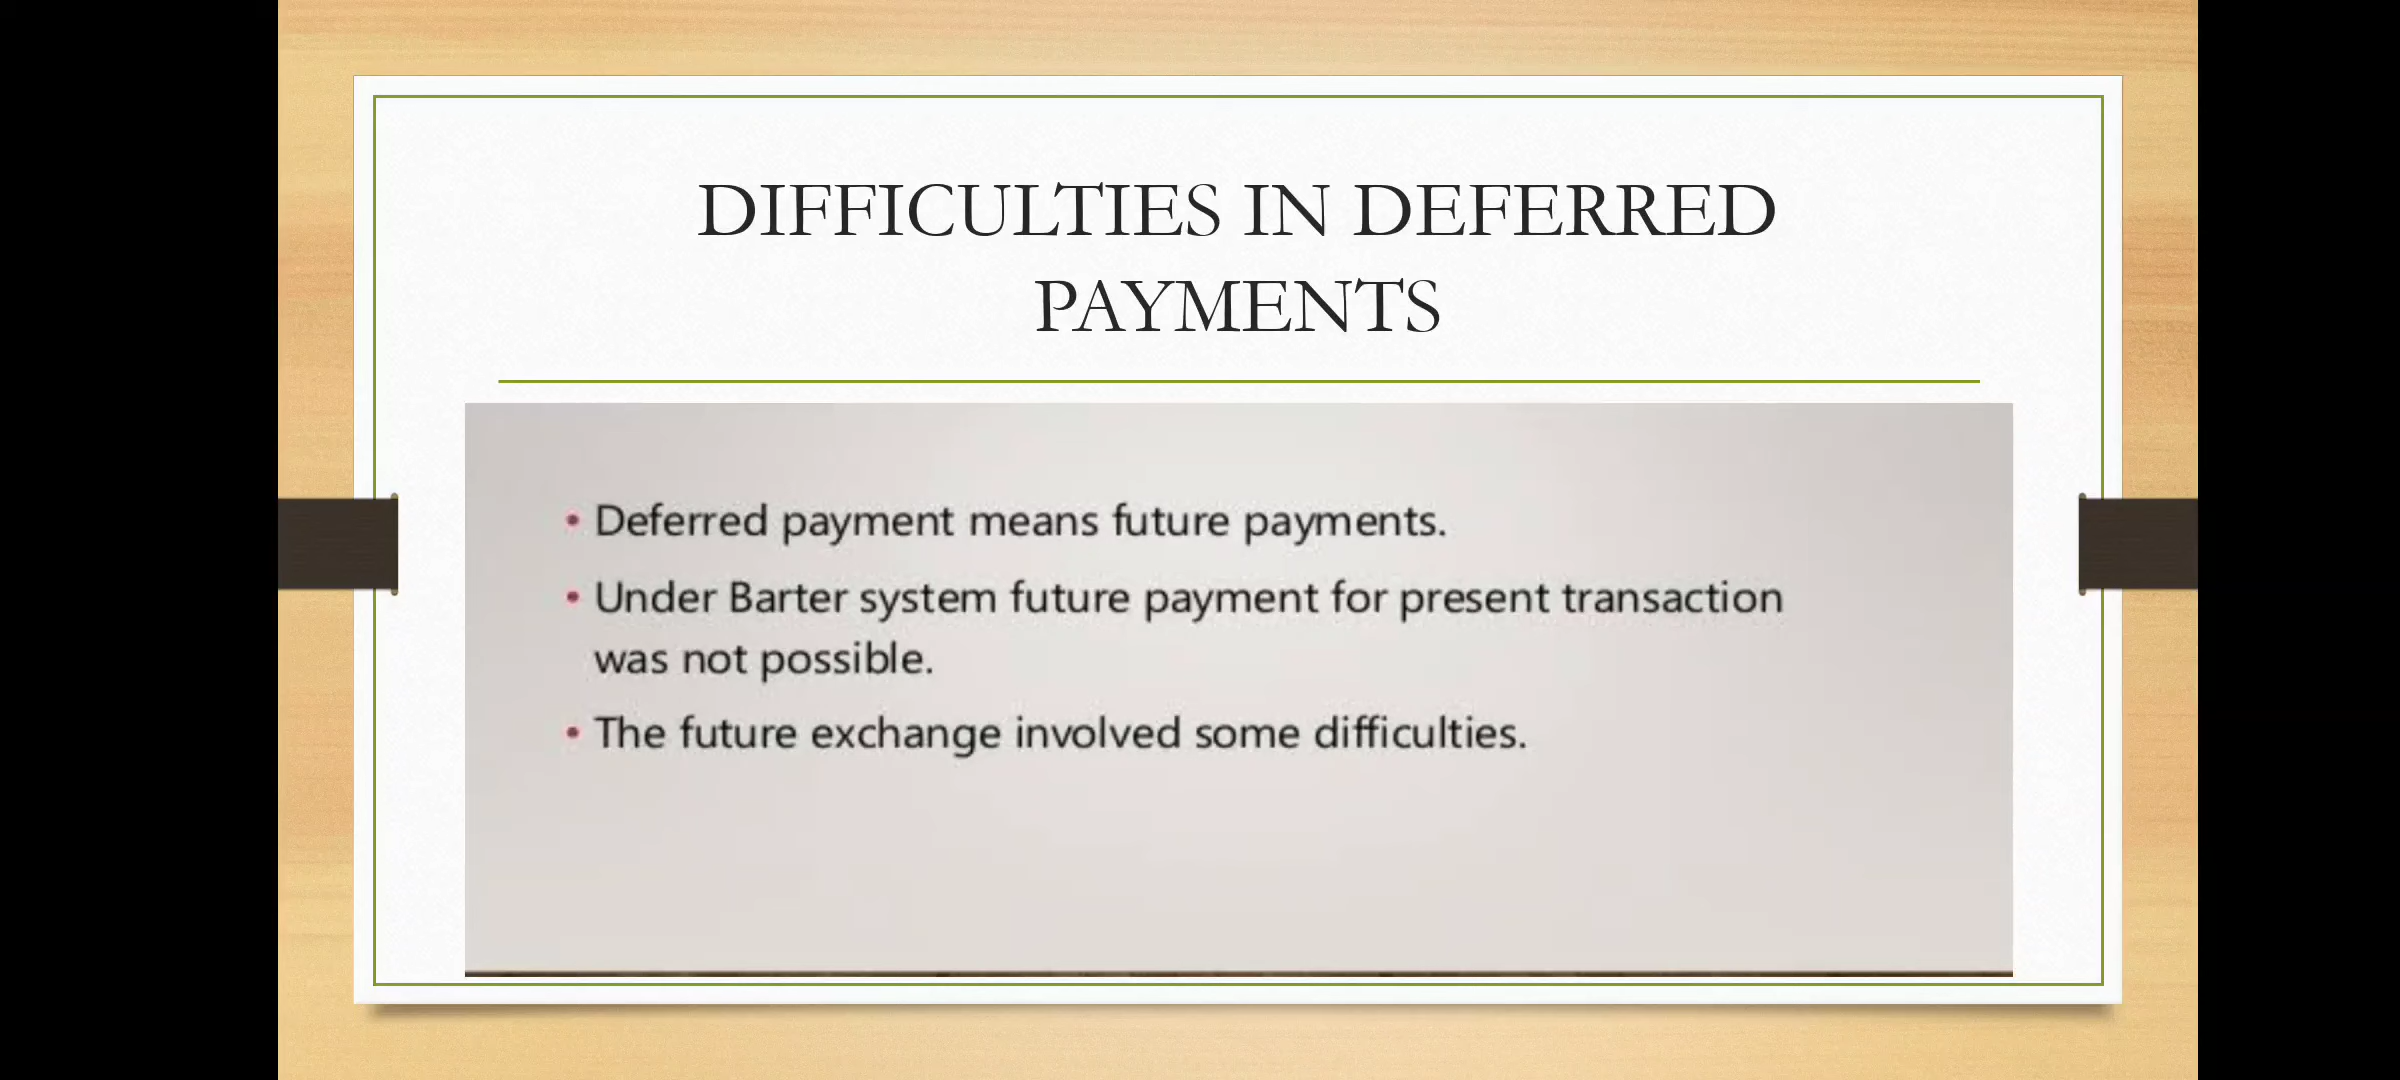 DIFFICULTIES IN DEFERRED
PAYMENTS
• Deferred payment means future payments.
• Under Barter system future payment for present transaction
was not possible.
• The future exchange involved some difficulties.